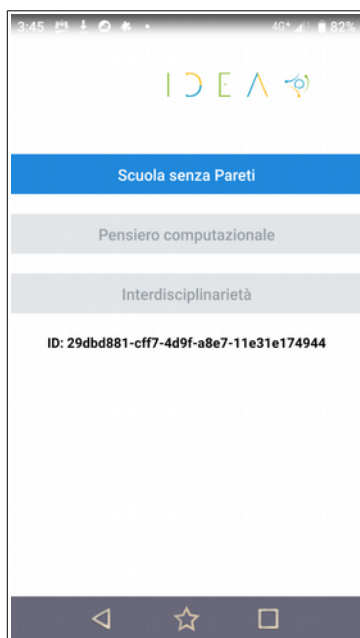 3:45 4G+ 82%
IDEA
Scuola senza Pareti
Pensiero computazionale
Interdisciplinarietà
ID: 29dbd881-cff7-4d9f-a8e7-11e31e174944